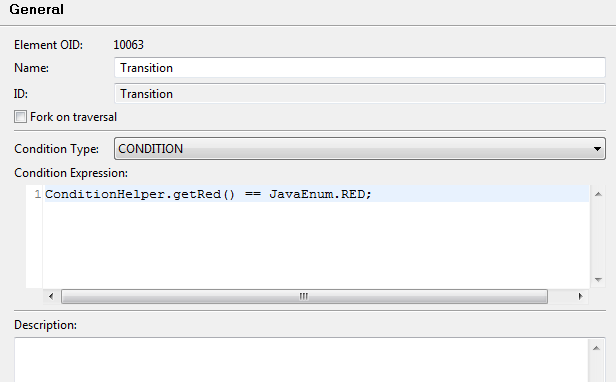 General
Element OID: 10063
Name: Transition
ID: Transition
Fork on traversal
Condition Type: CONDITION
Condition Expression:
1 ConditionHelper.getRed() == JavaEnum.RED;
Description: